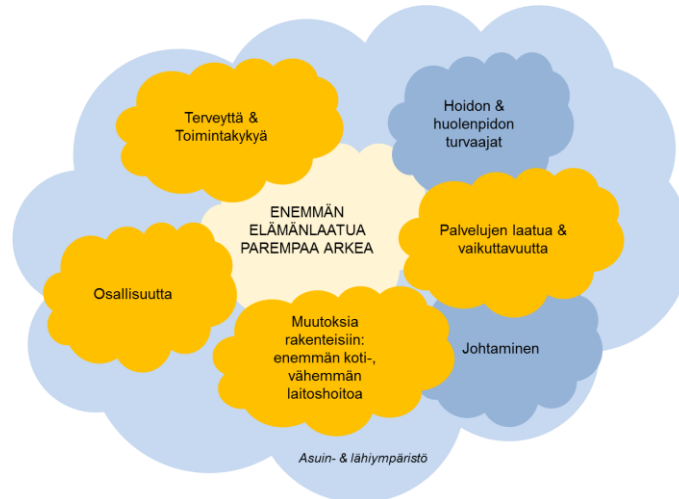 Terveyttä &
Toimintakykyä
Hoidon &
huolenpidon
turvaajat
ENEMMÄN
ELÄMÄNLAATUA
PAREMPAA ARKEA
Palvelujen laatua &
vaikuttavuutta
Osallisuutta
Muutoksia
rakenteisiin:
enemmän koti-,
vähemmän
laitoshoitoa
Johtaminen
Asuin- & lähiympäristö